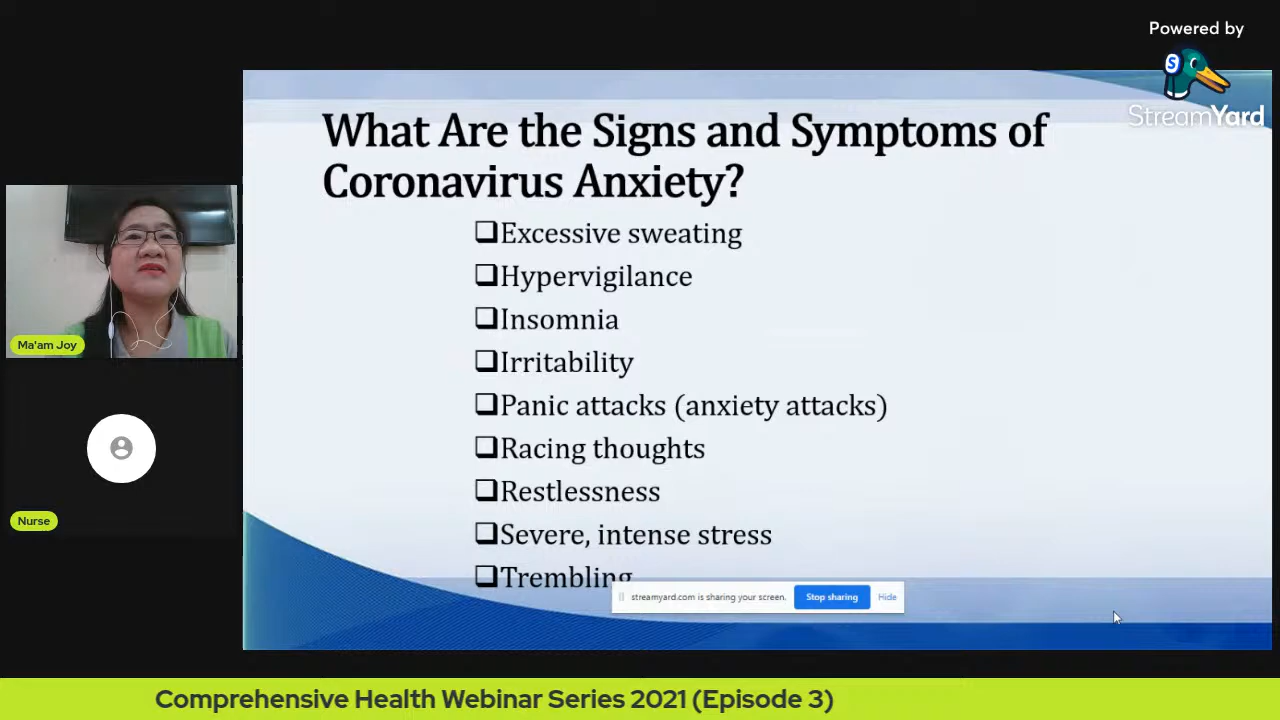 Powered by
StreamYard
What Are the Signs and Symptoms of
Coronavirus Anxiety?
❑Excessive sweating
❑Hypervigilance
❑Insomnia
❑Irritability
❑Panic attacks (anxiety attacks)
❑Racing thoughts
❑Restlessness
❑Severe, intense stress
❑Trembling
streamyard.com is sharing your screen.
Stop sharing
Hide
Ma'am Joy
Nurse
Comprehensive Health Webinar Series 2021 (Episode 3)